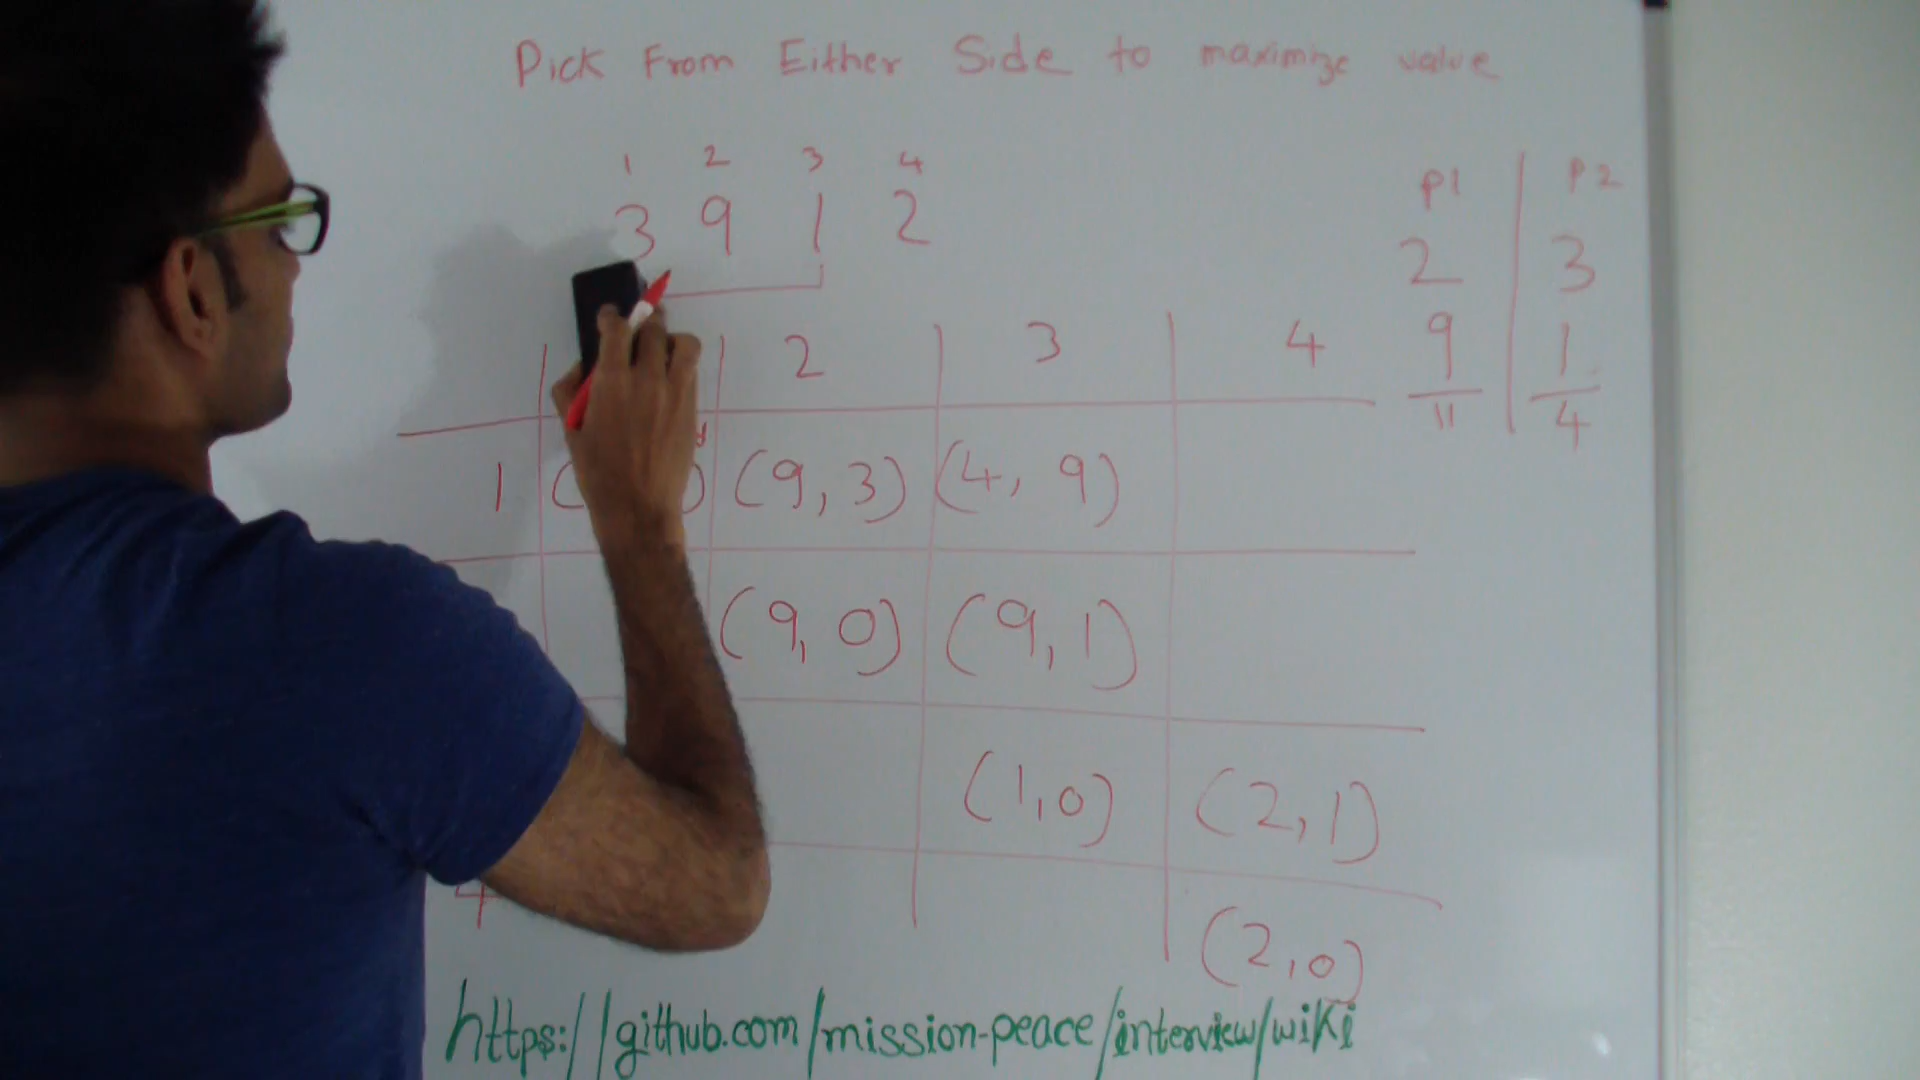 Pick From Either Side to maximize value
1 2 3 4
3 9 1 2
P1 P2
2 3
9 1
11 4
2 3 4
1 (9,3) (4,9)
(9,0) (9,1)
(1,0) (2,1)
4 (2,0)
https://github.com/mission-peace/interview/wiki